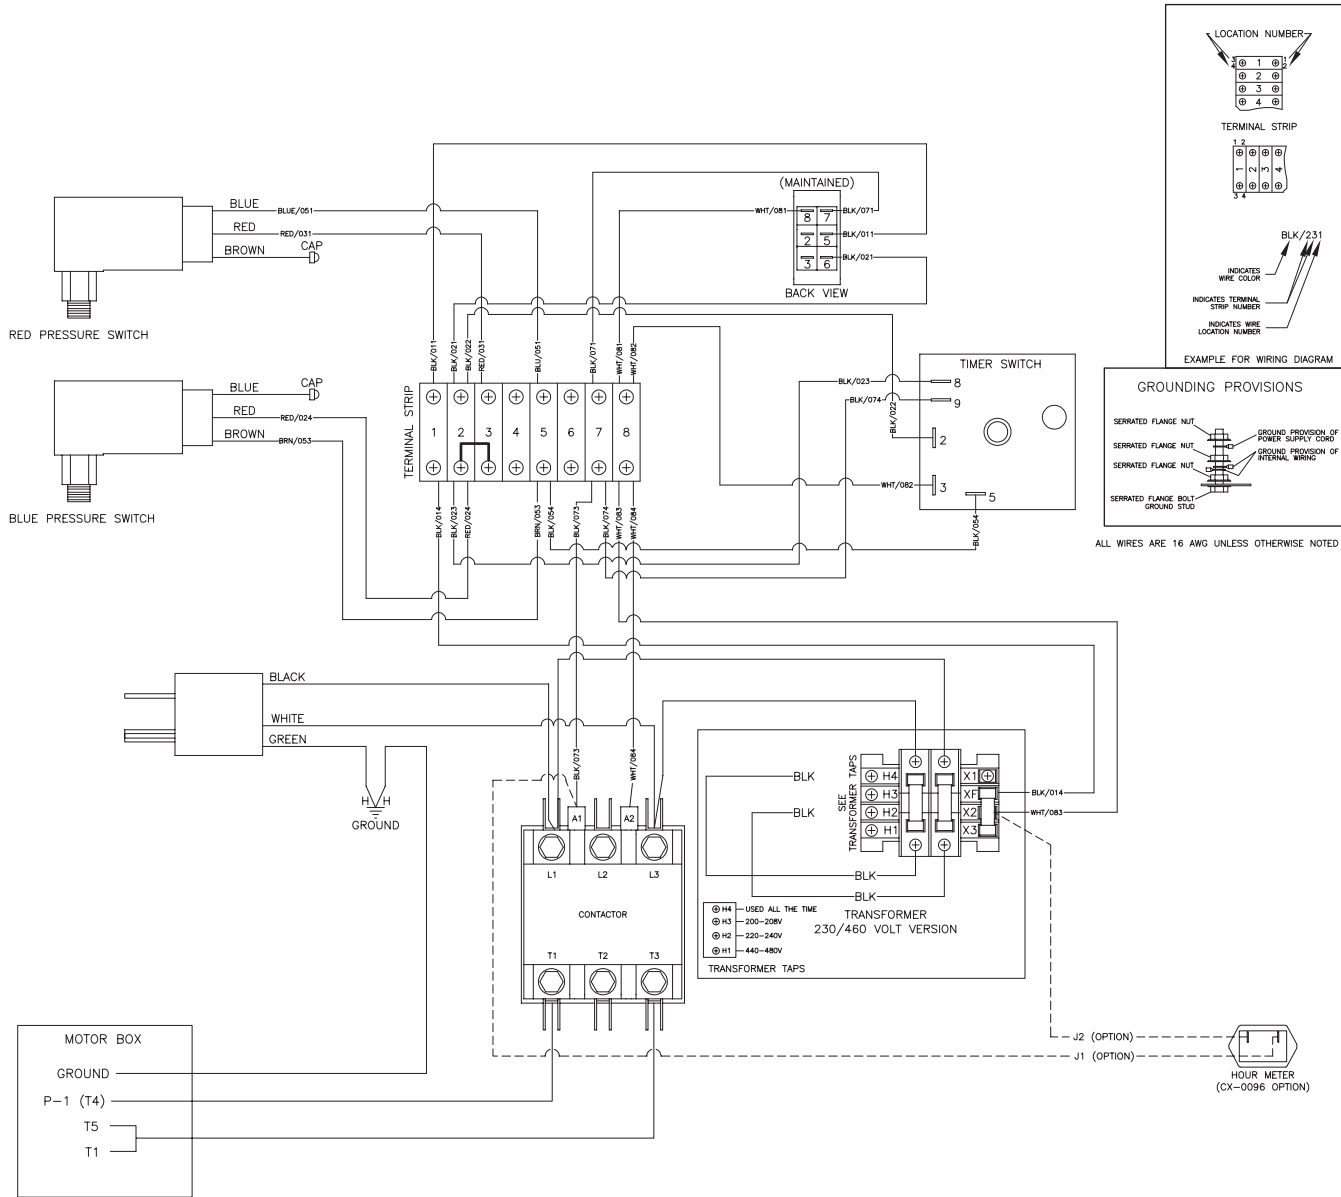 LOCATION NUMBER
3 1 1
4 2
2
3
4
TERMINAL STRIP
1 2
1 2 3 4
3 4
BLK/231
INDICATES
WIRE COLOR
INDICATES TERMINAL
STRIP NUMBER
INDICATES WIRE
LOCATION NUMBER
EXAMPLE FOR WIRING DIAGRAM
GROUNDING PROVISIONS
SERRATED FLANGE NUT
GROUND PROVISION OF
POWER SUPPLY CORD
SERRATED FLANGE NUT
GROUND PROVISION OF
INTERNAL WIRING
SERRATED FLANGE NUT
SERRATED FLANGE BOLT
GROUND STUD
ALL WIRES ARE 16 AWG UNLESS OTHERWISE NOTED
BLUE
BLUE/051
RED
RED/031
BROWN
CAP
RED PRESSURE SWITCH
BLUE
CAP
RED
RED/024
BROWN
BRN/053
BLUE PRESSURE SWITCH
(MAINTAINED)
WHT/081
8 7
BLK/071
2 5
BLK/011
3 6
BLK/021
BACK VIEW
BLK/011
BLK/021
BLK/022
RED/031
BLU/051
BLK/071
WHT/081
WHT/082
TERMINAL STRIP
1 2 3 4 5 6 7 8
BLK/014
BLK/023
RED/024
BRN/053
BLK/054
BLK/073
BLK/074
WHT/083
WHT/084
TIMER SWITCH
BLK/023
8
BLK/074
9
BLK/022
2
WHT/082
3
5
BLK/054
BLACK
WHITE
GREEN
H H
GROUND
BLK/073
WHT/084
A1
A2
L1 L2 L3
CONTACTOR
T1 T2 T3
BLK
BLK
SEE
TRANSFORMER TAPS
H4
H3
H2
H1
X1
XF
X2
X3
BLK/014
WHT/083
BLK
BLK
TRANSFORMER
230/460 VOLT VERSION
H4 USED ALL THE TIME
H3 200-208V
H2 220-240V
H1 440-480V
TRANSFORMER TAPS
J2 (OPTION)
J1 (OPTION)
HOUR METER
(CX-0096 OPTION)
MOTOR BOX
GROUND
P-1 (T4)
T5
T1